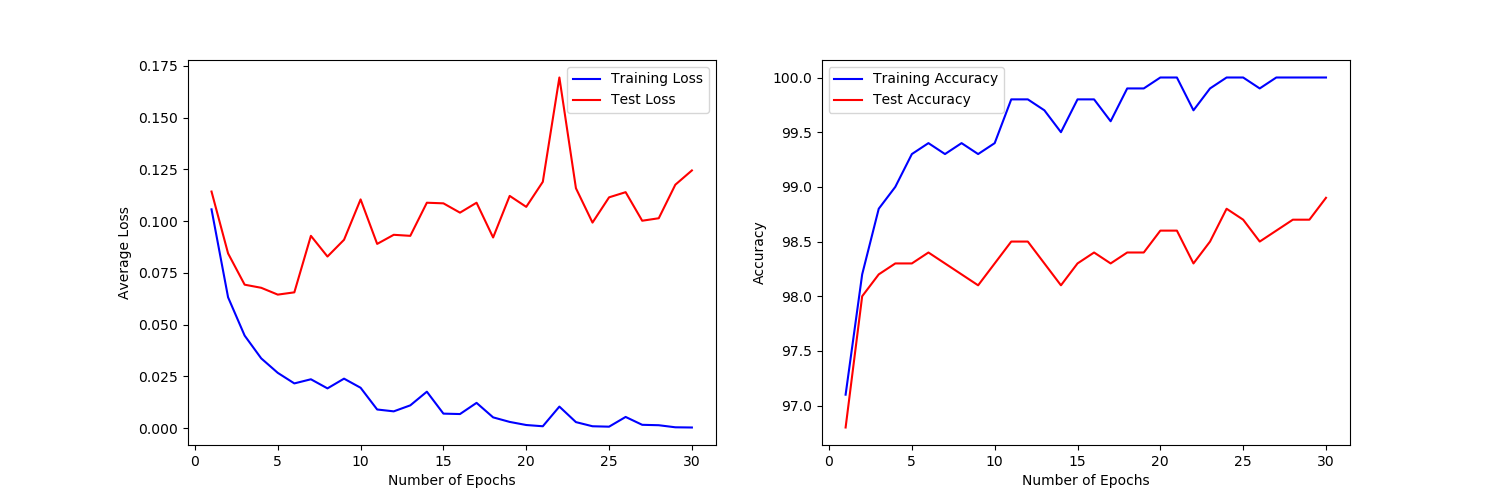 0.175
0.150
0.125
0.100
0.075
0.050
0.025
0.000
Average Loss
0 5 10 15 20 25 30
Number of Epochs
Training Loss
Test Loss
100.0
99.5
99.0
98.5
98.0
97.5
97.0
Accuracy
0 5 10 15 20 25 30
Number of Epochs
Training Accuracy
Test Accuracy